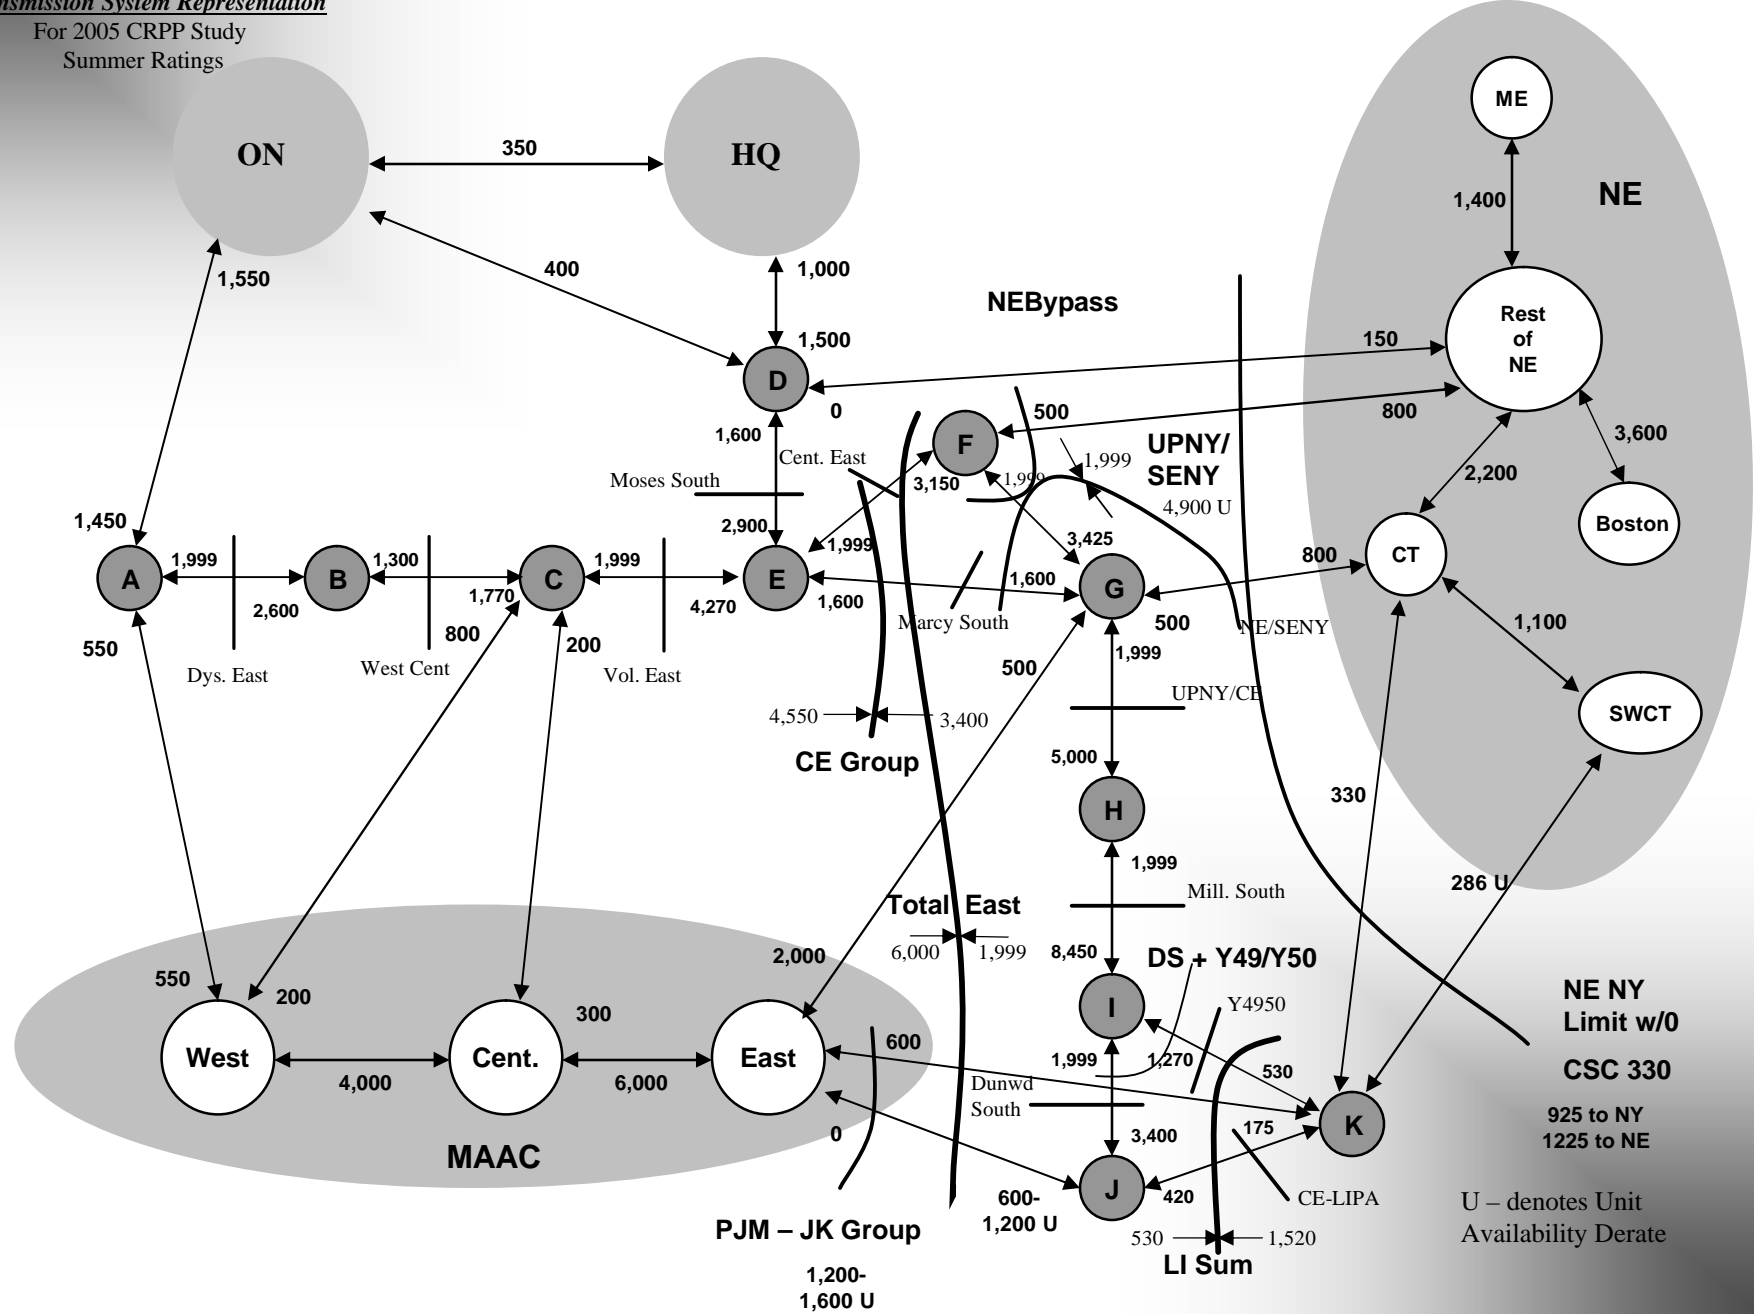 System Representation
For 2005 CRPP Study
Summer Ratings
ON
350
HQ
ME
NE
1,400
1,550
400
1,000
NEBypass
1,500
Rest
of
NE
150
D
0
500
800
1,600
F
Cent. East
UPNY/
SENY
1,999
3,600
Moses South
3,150
1,999
2,200
4,900 U
1,450
2,900
1,999
3,425
Boston
800
CT
A
1,999
B
1,300
C
1,999
E
1,600
G
2,600
1,770
4,270
1,600
550
800
200
Marcy South
500
NE/SENY
1,100
Dys. East
West Cent
Vol. East
500
1,999
UPNY/CE
4,550
3,400
SWCT
CE Group
5,000
330
H
1,999
286 U
Mill. South
Total East
6,000
1,999
2,000
8,450
DS + Y49/Y50
550
200
300
I
Y4950
NE NY
Limit w/0
CSC 330
West
4,000
Cent.
6,000
East
600
1,999
1,270
530
Dunwd
South
925 to NY
1225 to NE
0
3,400
175
K
MAAC
J
420
CE-LIPA
600-
1,200 U
U – denotes Unit
Availability Derate
PJM – JK Group
530
1,520
LI Sum
1,200-
1,600 U